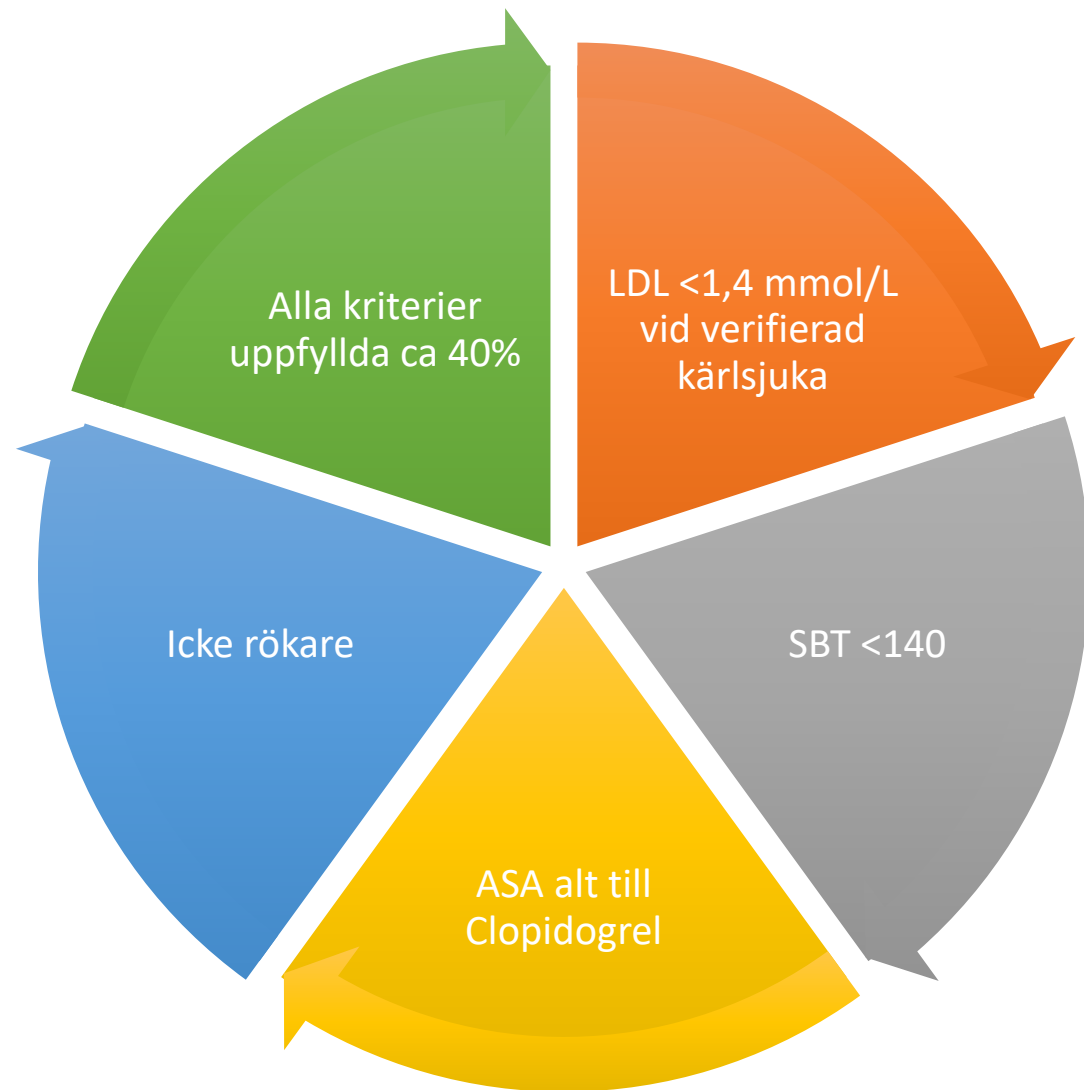 Alla kriterier
uppfyllda ca 40%
LDL <1,4 mmol/L
vid verifierad
kärlsjuka
Icke rökare
SBT <140
ASA alt till
Clopidogrel